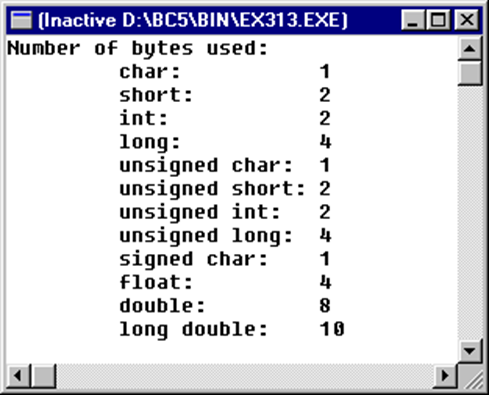 (Inactive D:\BC5\BIN\EX313.EXE)
Number of bytes used:
char: 1
short: 2
int: 2
long: 4
unsigned char: 1
unsigned short: 2
unsigned int: 2
unsigned long: 4
signed char: 1
float: 4
double: 8
long double: 10